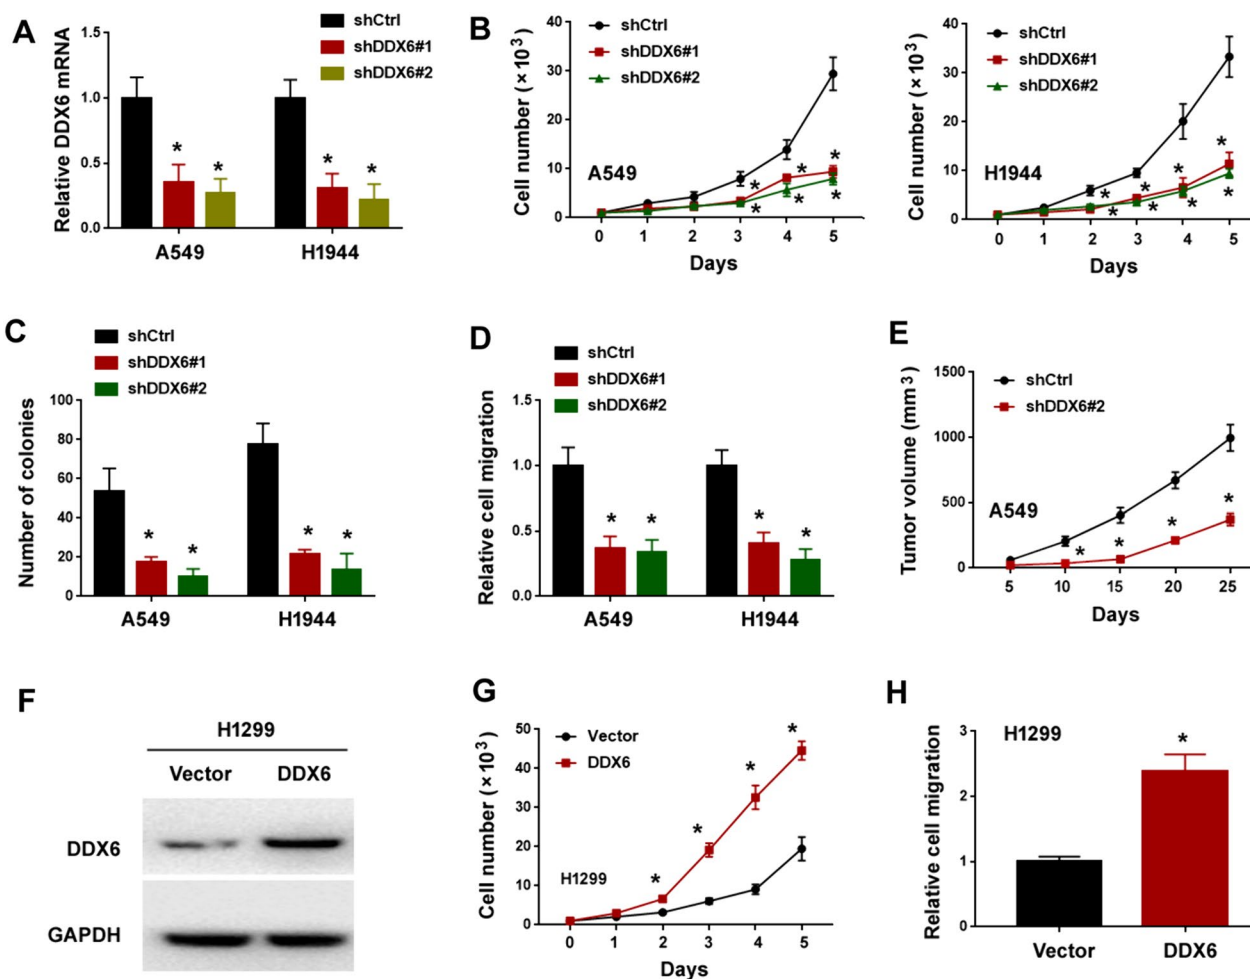 A
Relative DDX6 mRNA
1.5
1.0
0.5
0.0
shCtrl
shDDX6#1
shDDX6#2
*
*
*
*
A549
H1944
B
Cell number (×10³)
40
30
20
10
0
shCtrl
shDDX6#1
shDDX6#2
A549
*
*
*
*
*
*
0 1 2 3 4 5
Days
Cell number (×10³)
40
30
20
10
0
shCtrl
shDDX6#1
shDDX6#2
H1944
*
*
*
*
*
*
*
*
0 1 2 3 4 5
Days
C
shCtrl
shDDX6#1
shDDX6#2
Number of colonies
100
80
60
40
20
0
*
*
*
*
A549
H1944
D
shCtrl
shDDX6#1
shDDX6#2
Relative cell migration
1.5
1.0
0.5
0.0
*
*
*
*
A549
H1944
E
Tumor volume (mm³)
1500
1000
500
0
shCtrl
shDDX6#2
A549
*
*
*
*
5 10 15 20 25
Days
F
H1299
Vector DDX6
DDX6
GAPDH
G
Cell number (×10³)
50
40
30
20
10
0
Vector
DDX6
H1299
*
*
*
*
0 1 2 3 4 5
Days
H
Relative cell migration
3
2
1
0
H1299
*
Vector
DDX6